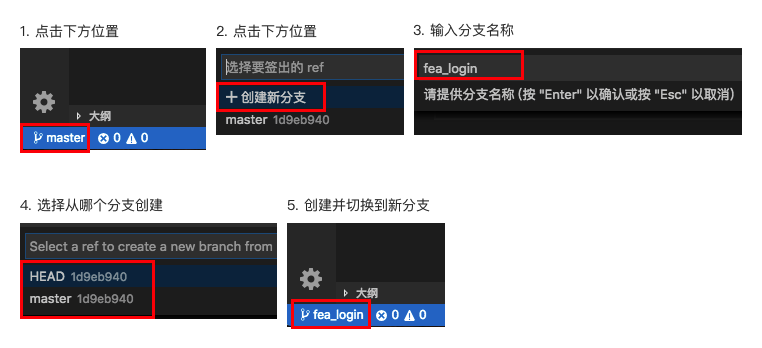 1. 点击下方位置
大纲
master 0 0
2. 点击下方位置
选择要签出的 ref
+ 创建新分支
master 1d9eb940
3. 输入分支名称
fea_login
请提供分支名称 (按 "Enter" 以确认或按 "Esc" 以取消)
4. 选择从哪个分支创建
Select a ref to create a new branch from
HEAD 1d9eb940
master 1d9eb940
5. 创建并切换到新分支
大纲
fea_login 0 0